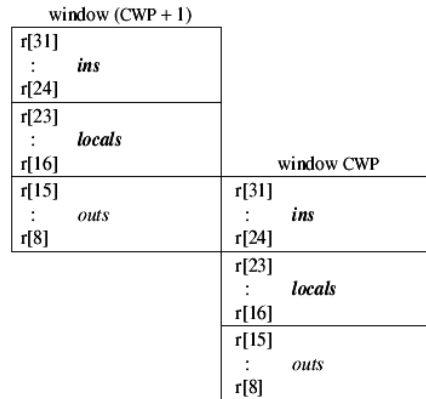 window (CWP + 1)
r[31]
: ins
r[24]
r[23]
: locals
r[16]
r[15]
: outs
r[8]
window CWP
r[31]
: ins
r[24]
r[23]
: locals
r[16]
r[15]
: outs
r[8]